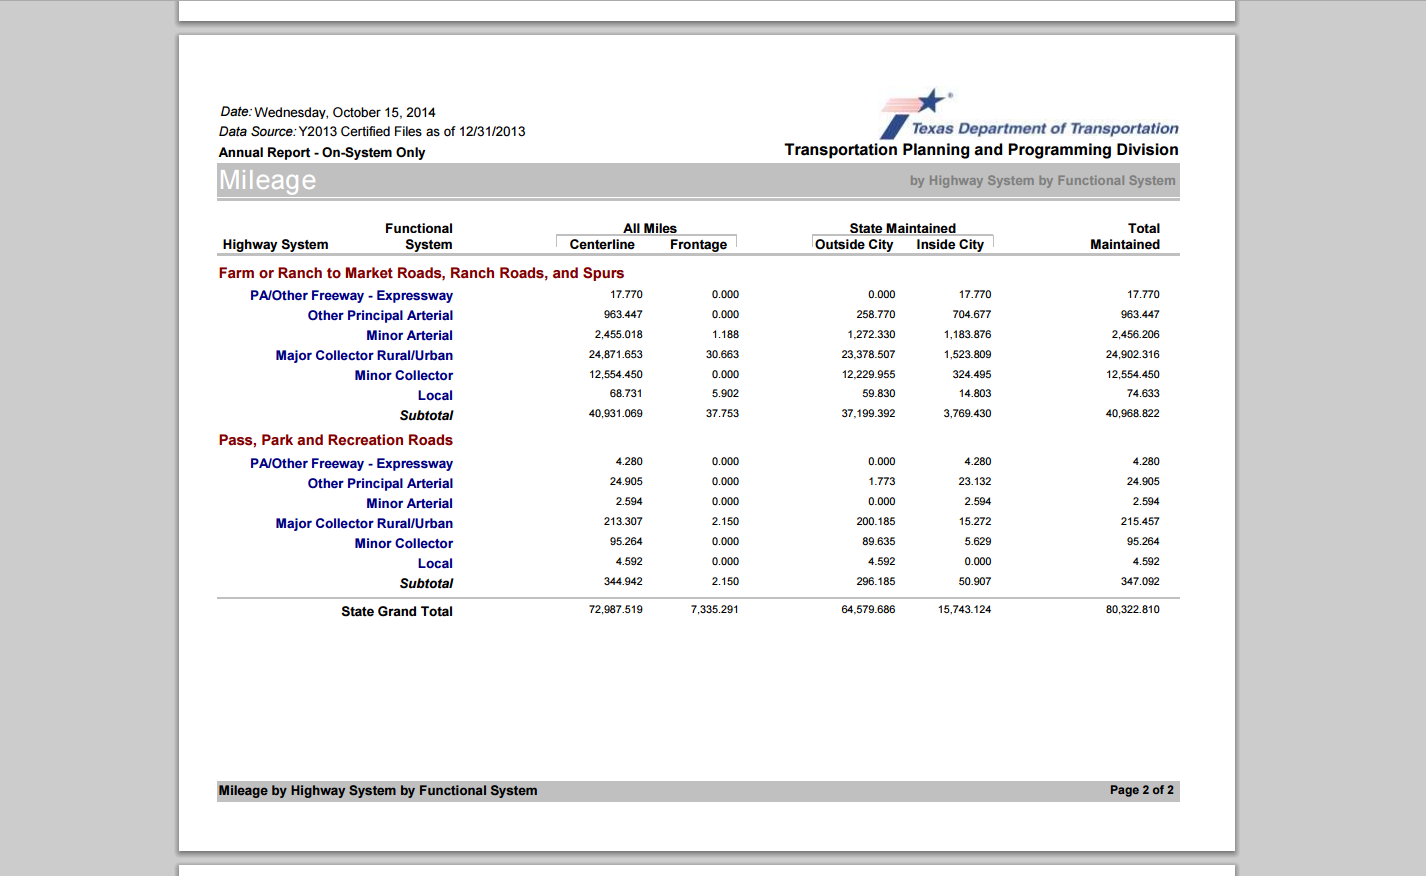 Date: Wednesday, October 15, 2014
Data Source: Y2013 Certified Files as of 12/31/2013
Annual Report - On-System Only
®
Texas Department of Transportation
Transportation Planning and Programming Division
Mileage by Highway System by Functional System
Functional All Miles State Maintained Total
Highway System System Centerline Frontage Outside City Inside City Maintained
Farm or Ranch to Market Roads, Ranch Roads, and Spurs
PA/Other Freeway - Expressway 17.770 0.000 0.000 17.770 17.770
Other Principal Arterial 963.447 0.000 258.770 704.677 963.447
Minor Arterial 2,455.018 1.188 1,272.330 1,183.876 2,456.206
Major Collector Rural/Urban 24,871.653 30.663 23,378.507 1,523.809 24,902.316
Minor Collector 12,554.450 0.000 12,229.955 324.495 12,554.450
Local 68.731 5.902 59.830 14.803 74.633
Subtotal 40,931.069 37.753 37,199.392 3,769.430 40,968.822
Pass, Park and Recreation Roads
PA/Other Freeway - Expressway 4.280 0.000 0.000 4.280 4.280
Other Principal Arterial 24.905 0.000 1.773 23.132 24.905
Minor Arterial 2.594 0.000 0.000 2.594 2.594
Major Collector Rural/Urban 213.307 2.150 200.185 15.272 215.457
Minor Collector 95.264 0.000 89.635 5.629 95.264
Local 4.592 0.000 4.592 0.000 4.592
Subtotal 344.942 2.150 296.185 50.907 347.092
State Grand Total 72,987.519 7,335.291 64,579.686 15,743.124 80,322.810
Mileage by Highway System by Functional System Page 2 of 2